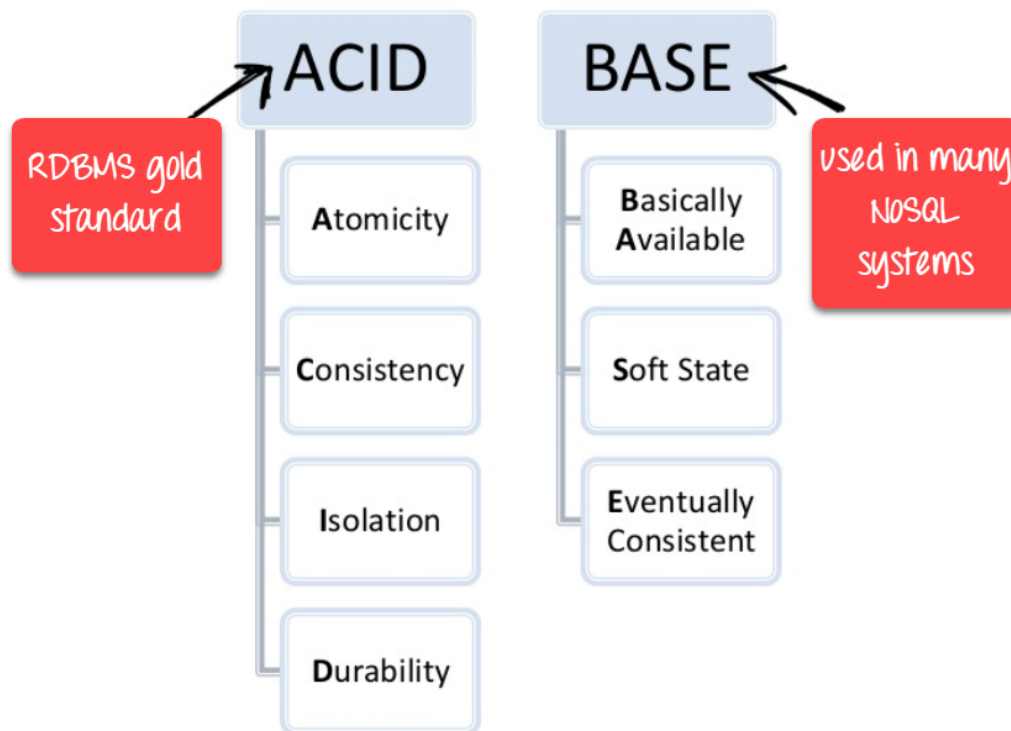 ACID
BASE
RDBMS gold
standard
used in many
NOSQL
systems
Atomicity
Consistency
Isolation
Durability
Basically
Available
Soft State
Eventually
Consistent